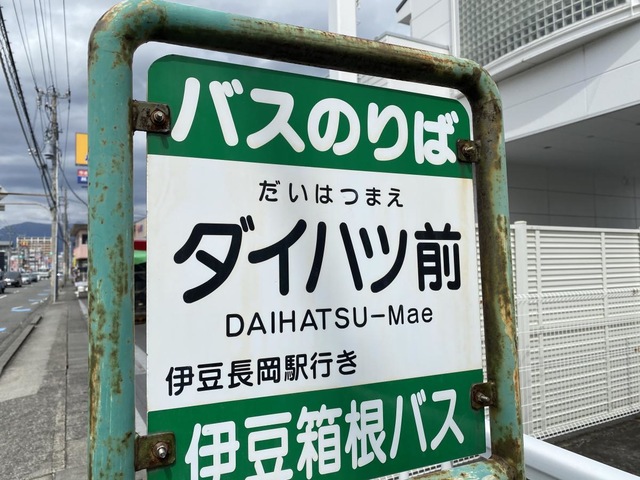 バスのりば
だいはつまえ
ダイハツ前
DAIHATSU-Mae
伊豆長岡駅行き
伊豆箱根バス